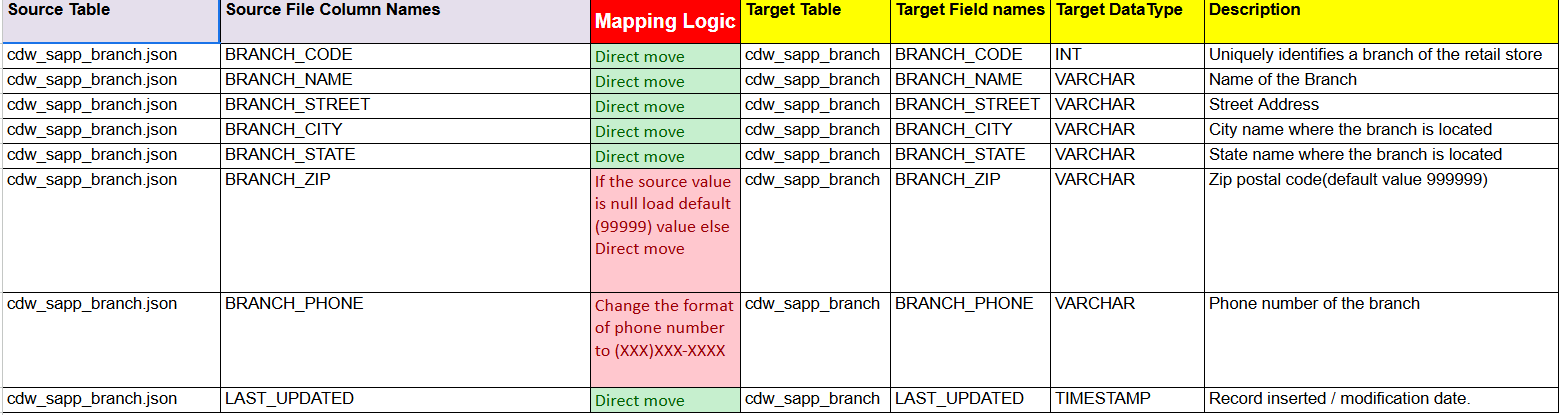 Source Table Source File Column Names Mapping Logic Target Table Target Field names Target DataType Description
cdw_sapp_branch.json BRANCH_CODE Direct move cdw_sapp_branch BRANCH_CODE INT Uniquely identifies a branch of the retail store
cdw_sapp_branch.json BRANCH_NAME Direct move cdw_sapp_branch BRANCH_NAME VARCHAR Name of the Branch
cdw_sapp_branch.json BRANCH_STREET Direct move cdw_sapp_branch BRANCH_STREET VARCHAR Street Address
cdw_sapp_branch.json BRANCH_CITY Direct move cdw_sapp_branch BRANCH_CITY VARCHAR City name where the branch is located
cdw_sapp_branch.json BRANCH_STATE Direct move cdw_sapp_branch BRANCH_STATE VARCHAR State name where the branch is located
cdw_sapp_branch.json BRANCH_ZIP If the source value cdw_sapp_branch BRANCH_ZIP VARCHAR Zip postal code(default value 999999)
is null load default
(99999) value else
Direct move
cdw_sapp_branch.json BRANCH_PHONE Change the format cdw_sapp_branch BRANCH_PHONE VARCHAR Phone number of the branch
of phone number
to (XXX)XXX-XXXX
cdw_sapp_branch.json LAST_UPDATED Direct move cdw_sapp_branch LAST_UPDATED TIMESTAMP Record inserted / modification date.